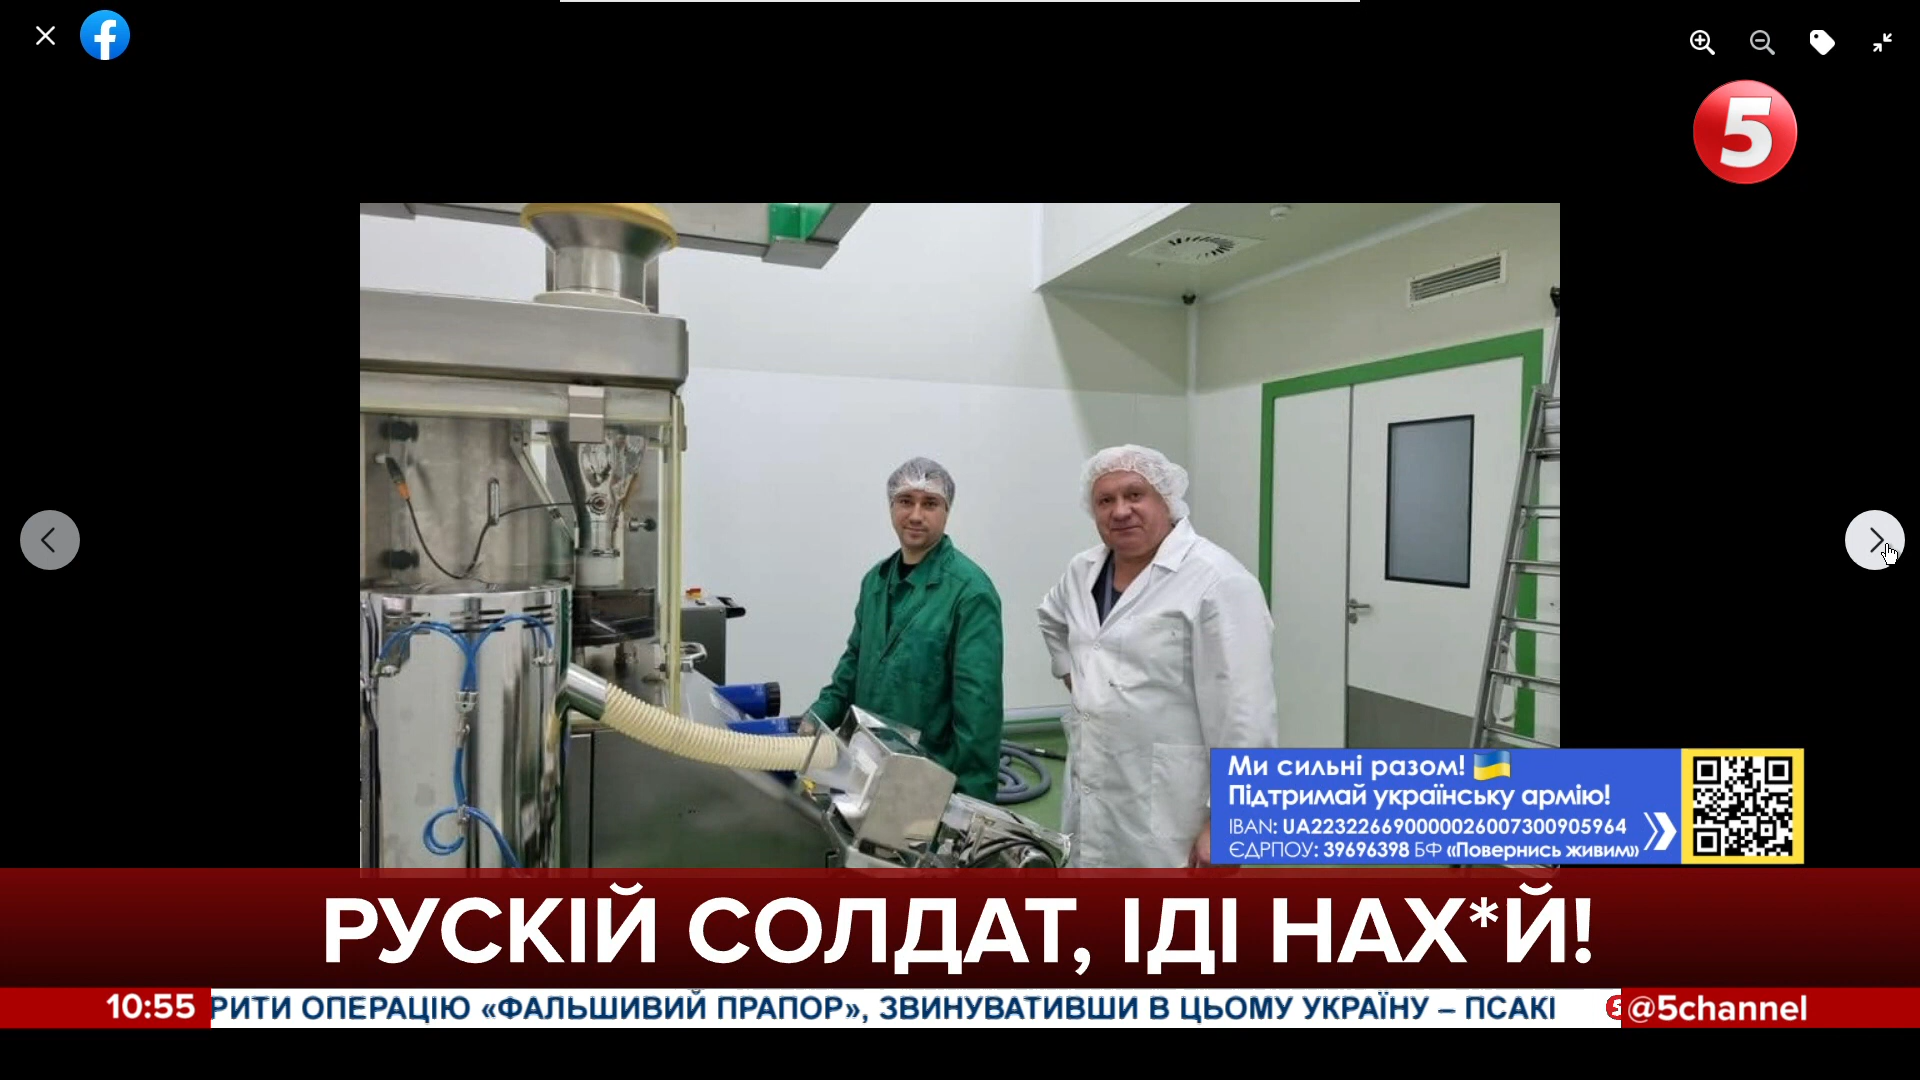 5
Ми сильні разом!
Підтримай українську армію!
IBAN: UA223226690000026007300905964
ЄДРПОУ: 39696398 БФ «Повернись живим»
РУСКІЙ СОЛДАТ, ІДІ НАХ*Й!
10:55 РИТИ ОПЕРАЦІЮ «ФАЛЬШИВИЙ ПРАПОР», ЗВИНУВАТИВШИ В ЦЬОМУ УКРАЇНУ – ПСАКІ 5 @5channel